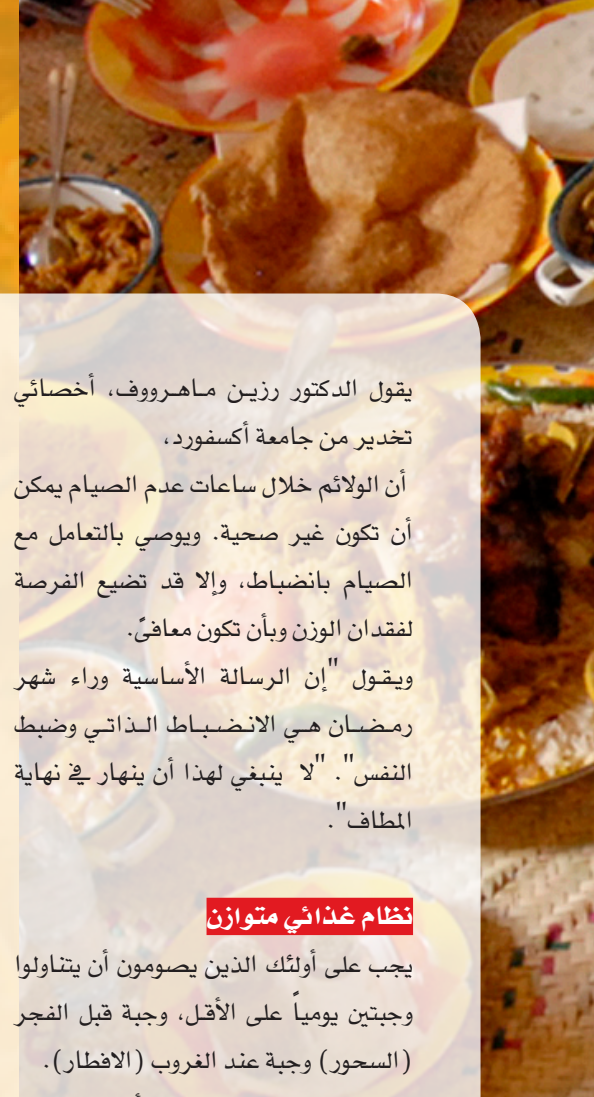 يقول الدكتور رزين ماهرووف، أخصائي
تخدير من جامعة أكسفورد،
أن الولائم خلال ساعات عدم الصيام يمكن
أن تكون غير صحية. ويوصي بالتعامل مع
الصيام بانضباط، وإلا قد تضيع الفرصة
لفقدان الوزن وبأن تكون معافىً.
ويقول "إن الرسالة الأساسية وراء شهر
رمضان هي الانضباط الذاتي وضبط
النفس". "لا ينبغي لهذا أن ينهار في نهاية
المطاف".
نظام غذائي متوازن
يجب على أولئك الذين يصومون أن يتناولوا
وجبتين يومياً على الأقل، وجبة قبل الفجر
(السحور) وجبة عند الغروب (الافطار).